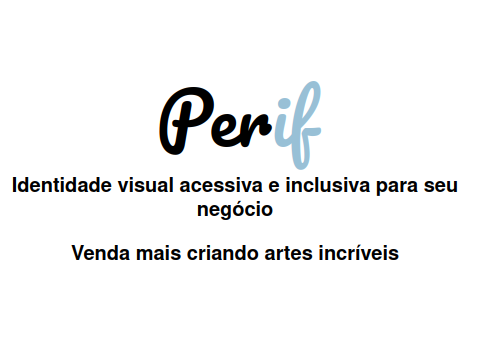 Perif
Identidade visual acessiva e inclusiva para seu
negócio
Venda mais criando artes incríveis